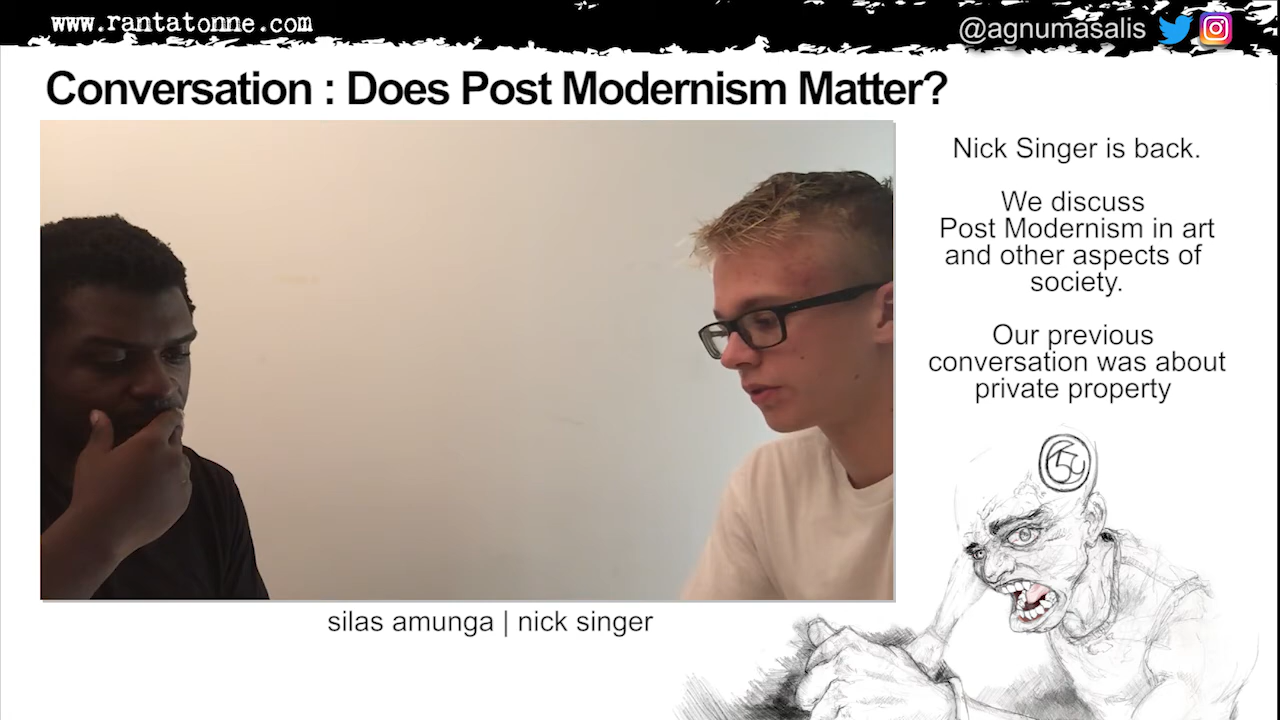 www.rantatonne.com
@agnumasalis
Conversation : Does Post Modernism Matter?
Nick Singer is back.
We discuss
Post Modernism in art
and other aspects of
society.
Our previous
conversation was about
private property
silas amunga | nick singer